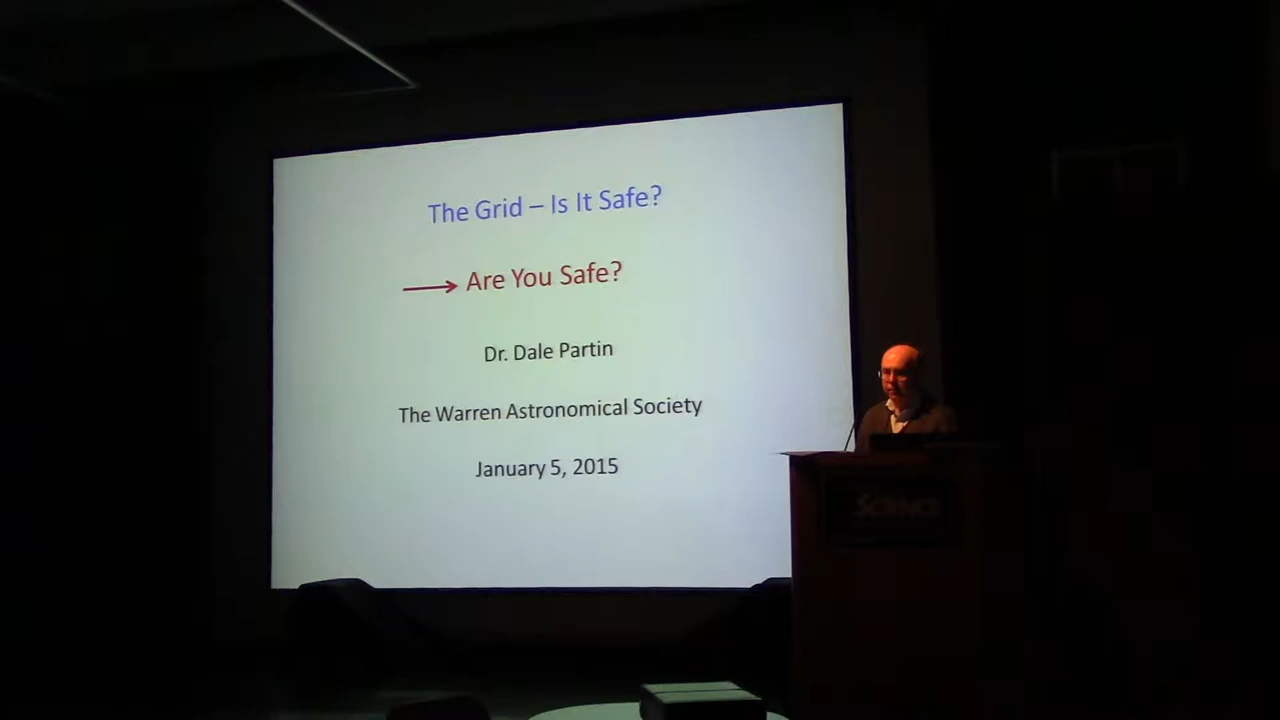 The Grid – Is It Safe?
Are You Safe?
Dr. Dale Partin
The Warren Astronomical Society
January 5, 2015
SCIENCE